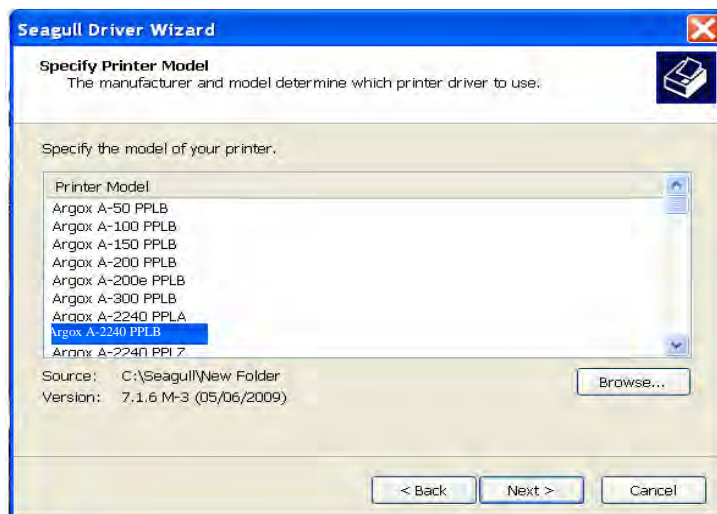 Seagull Driver Wizard
Specify Printer Model
The manufacturer and model determine which printer driver to use.
Specify the model of your printer.
Printer Model
Argox A-50 PPLB
Argox A-100 PPLB
Argox A-150 PPLB
Argox A-200 PPLB
Argox A-200e PPLB
Argox A-300 PPLB
Argox A-2240 PPLA
Argox A-2240 PPLB
Argox A-2240 PPLZ
Source: C:\Seagull\New Folder
Browse...
Version: 7.1.6 M-3 (05/06/2009)
< Back Next > Cancel